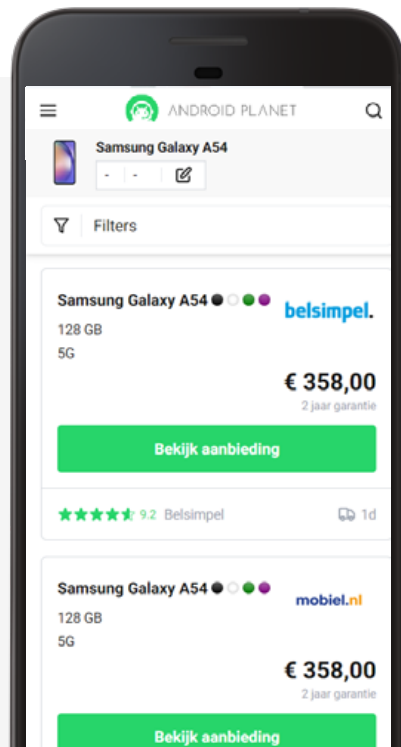 ANDROID PLANET
Samsung Galaxy A54
- -
Filters
Samsung Galaxy A54
belsimpel.
128 GB
5G
€ 358,00
2 jaar garantie
Bekijk aanbieding
9.2 Belsimpel 1d
Samsung Galaxy A54
mobiel.nl
128 GB
5G
€ 358,00
2 jaar garantie
Bekijk aanbieding